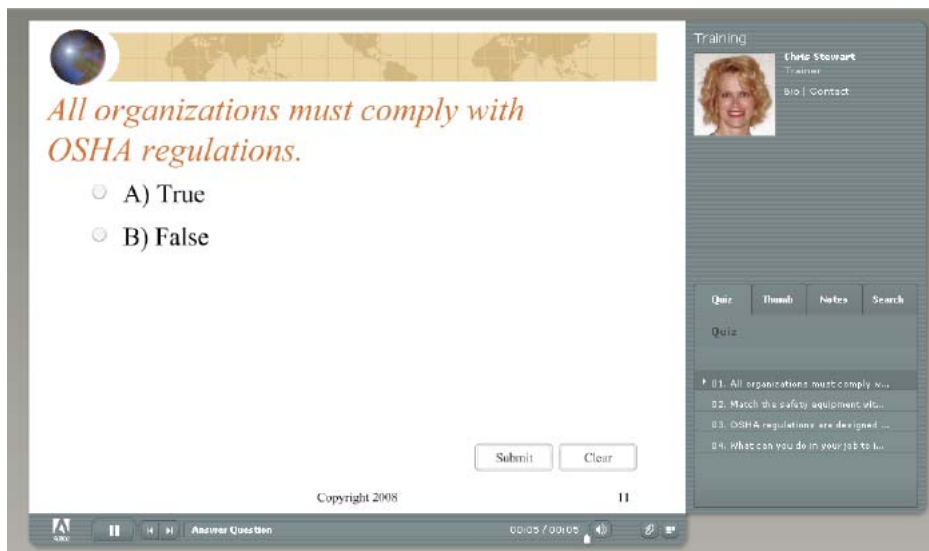 All organizations must comply with
OSHA regulations.
A) True
B) False
Submit
Clear
Copyright 2008
11
Training
Chris Stewart
Trainer
Bio | Contact
Quiz
Thumb
Notes
Search
Quiz
01. All organizations must comply w...
02. Match the safety equipment wit...
03. OSHA regulations are designed ...
04. What can you do in your job to i...
Adobe
Answer Question
00:05 / 00:05